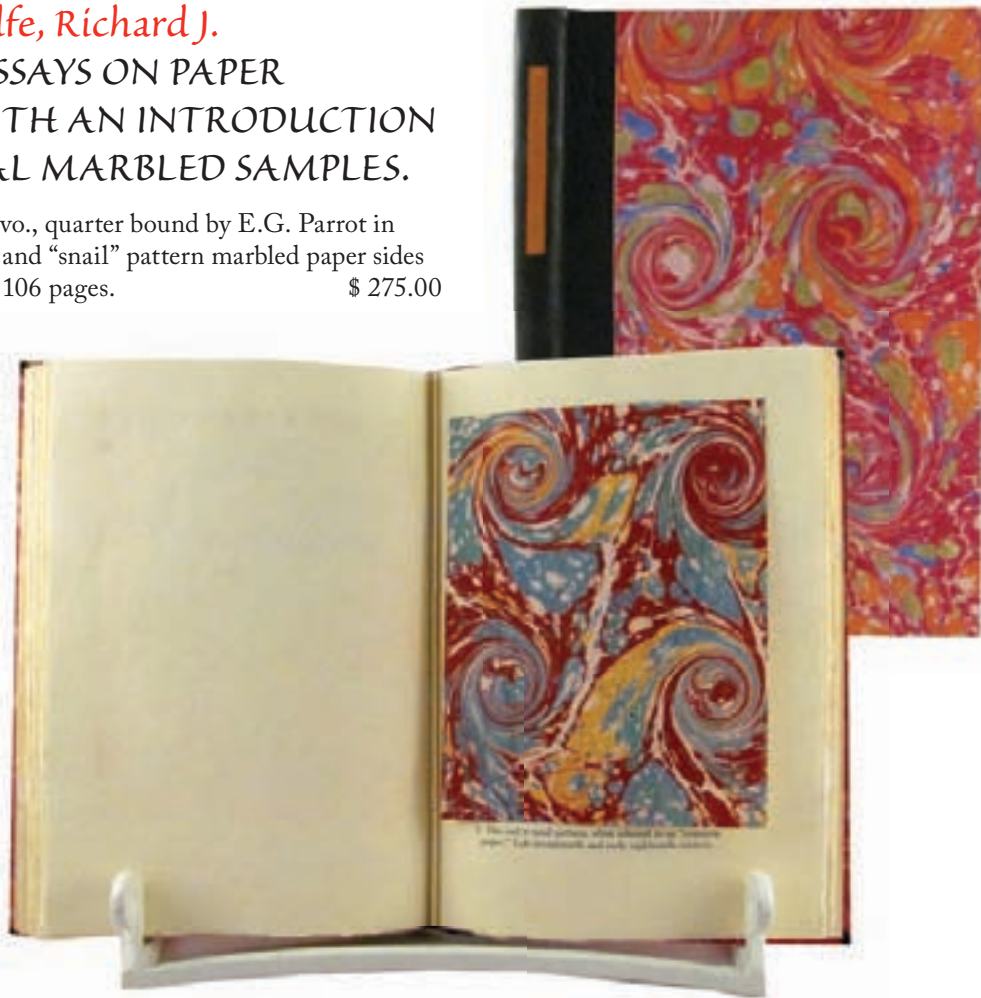 lfe, Richard J.
SSAYS ON PAPER
TH AN INTRODUCTION
AL MARBLED SAMPLES.
vo., quarter bound by E.G. Parrot in
and “snail” pattern marbled paper sides
106 pages. $ 275.00